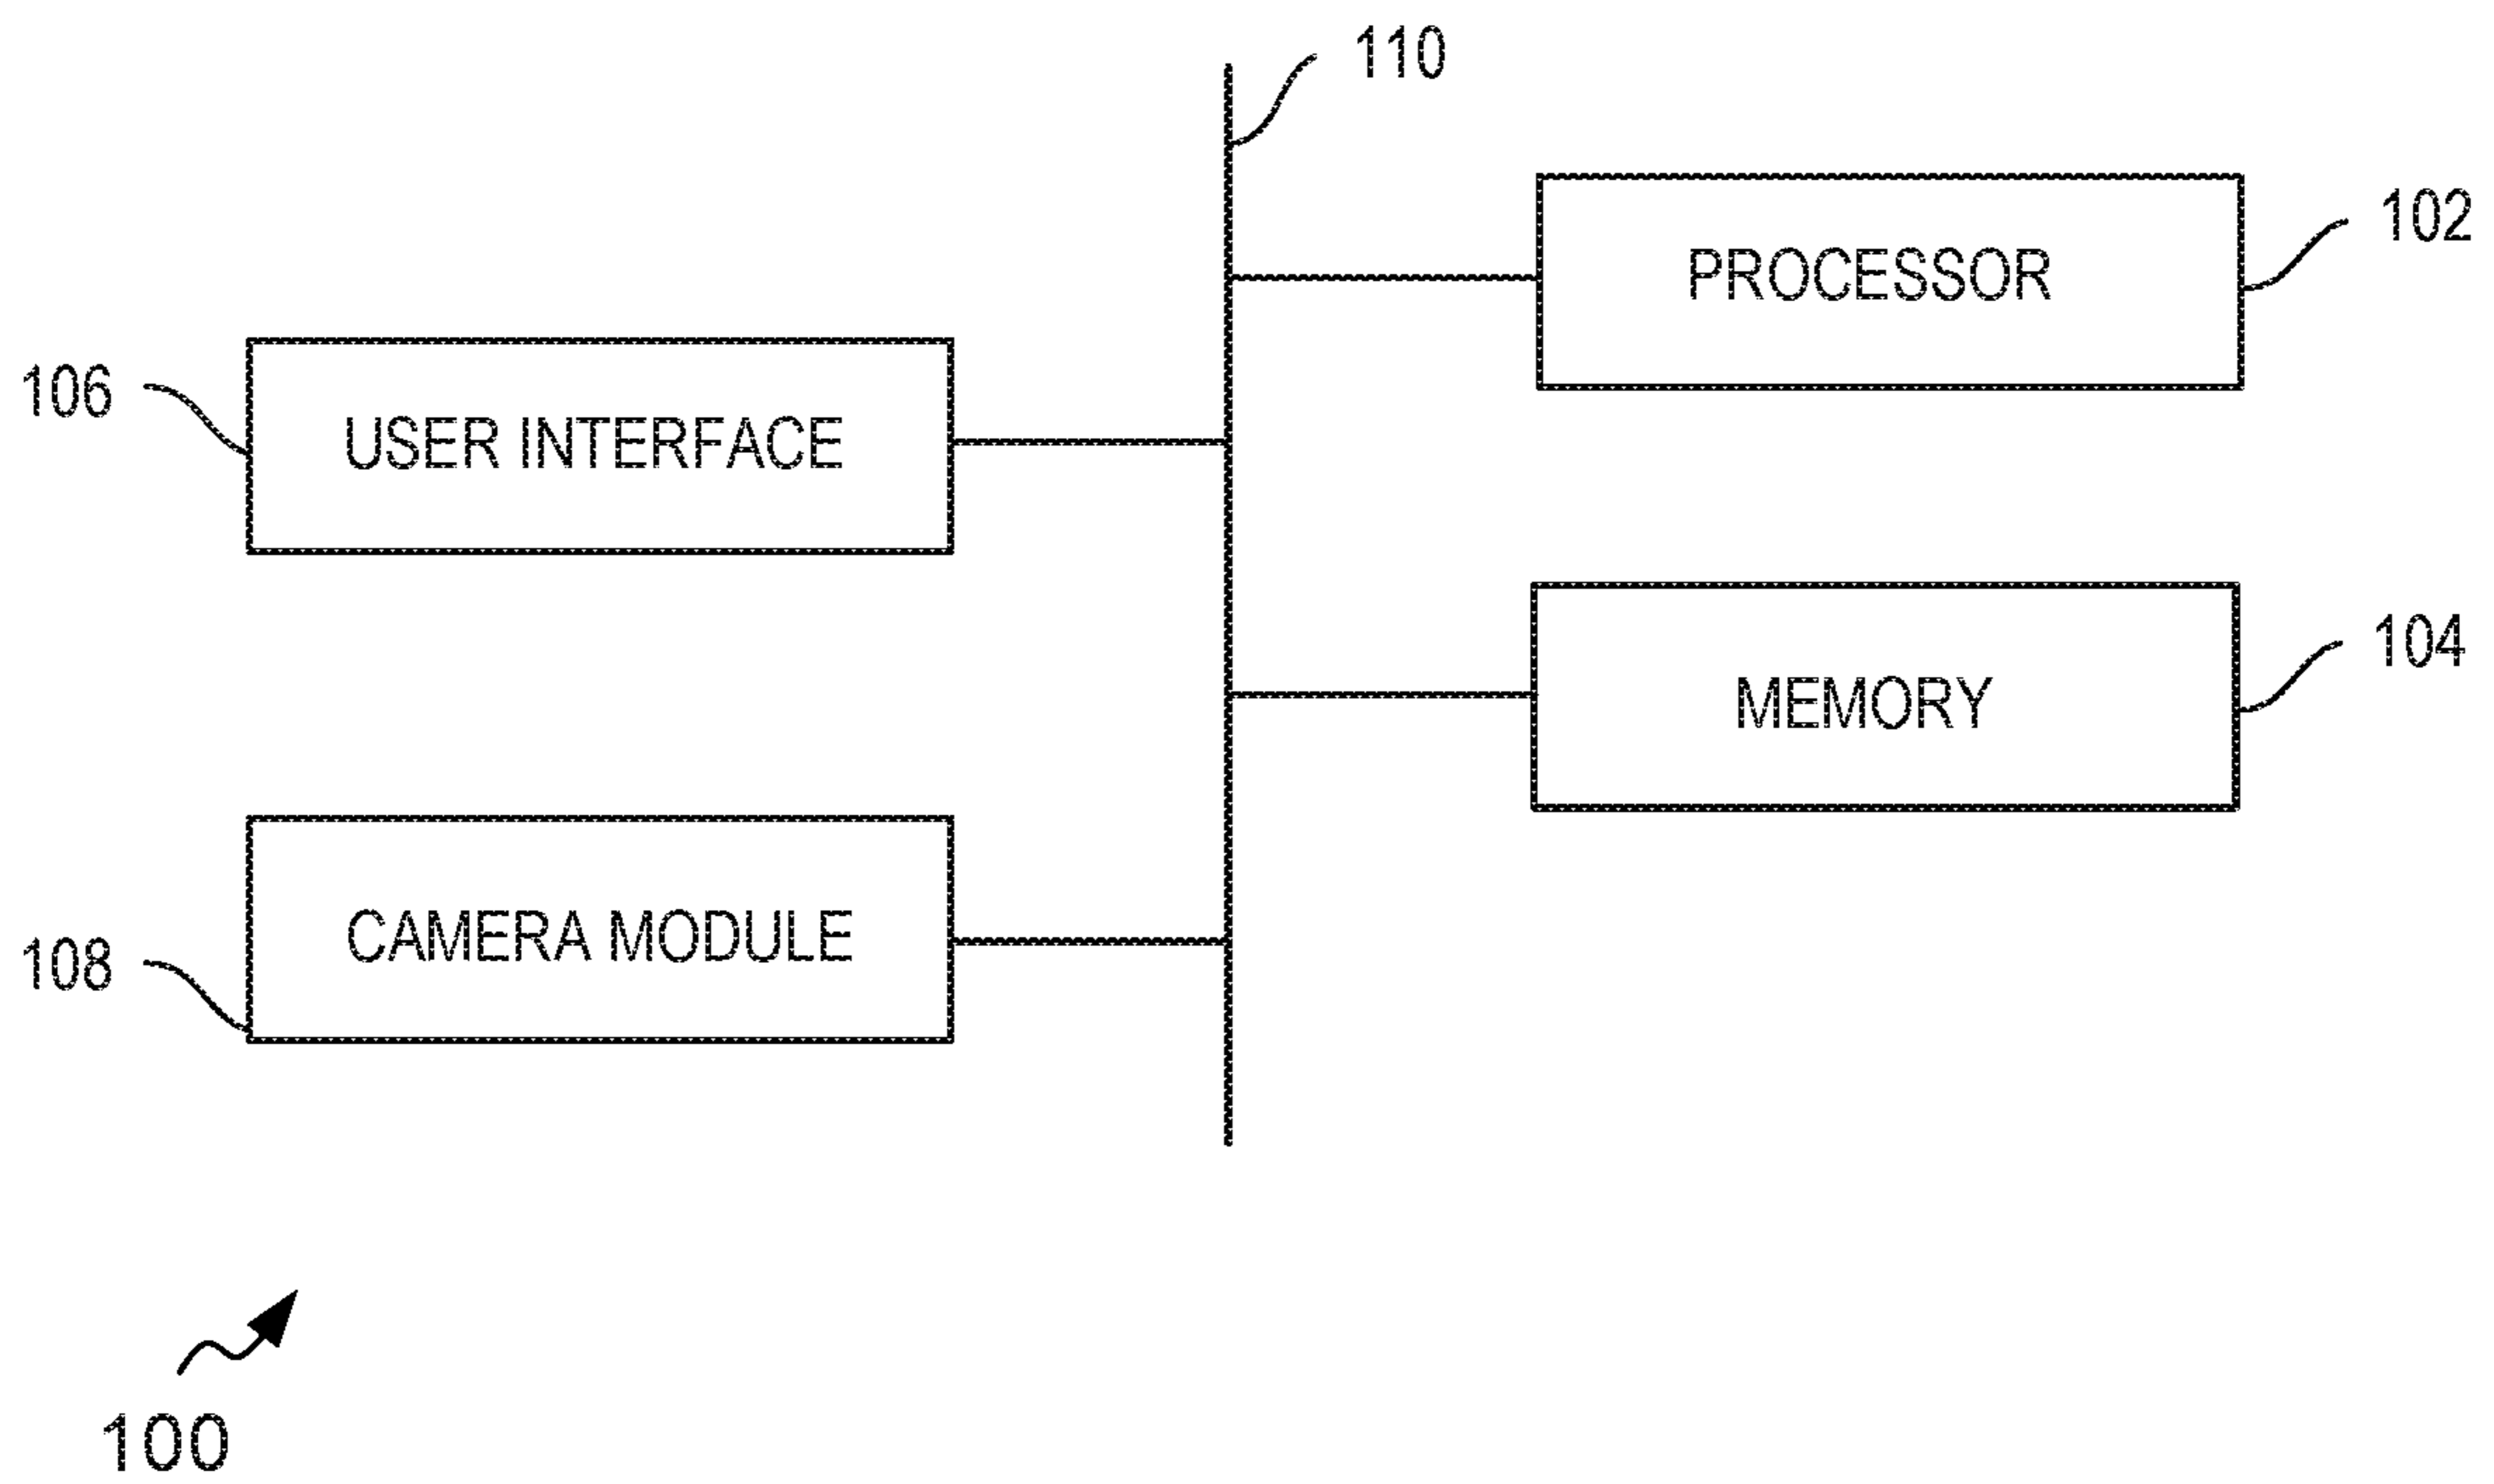 110
PROCESSOR
102
106
USER INTERFACE
MEMORY
104
CAMERA MODULE
108
100